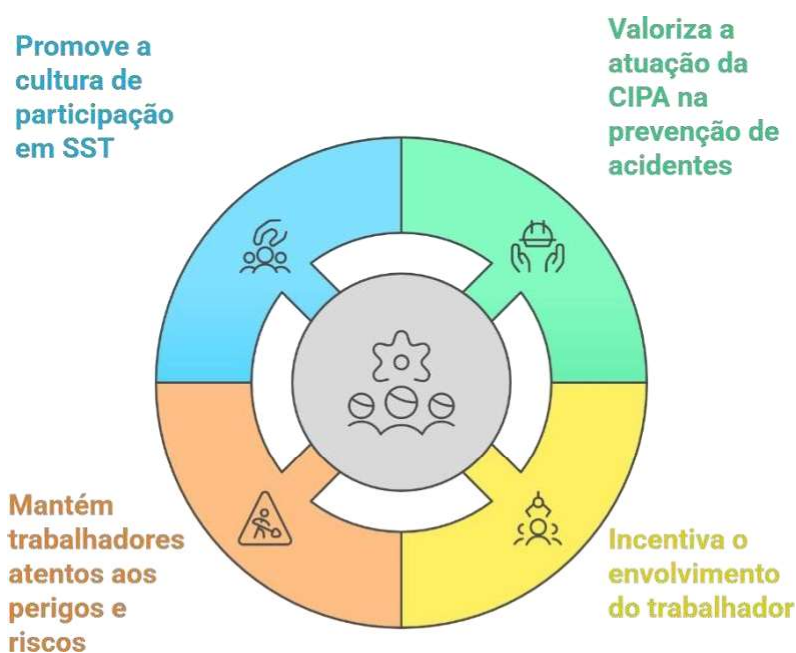 Promove a
cultura de
participação
em SST
Valoriza a
atuação da
CIPA na
prevenção de
acidentes
Mantém
trabalhadores
atentos aos
perigos e
riscos
Incentiva o
envolvimento
do trabalhador